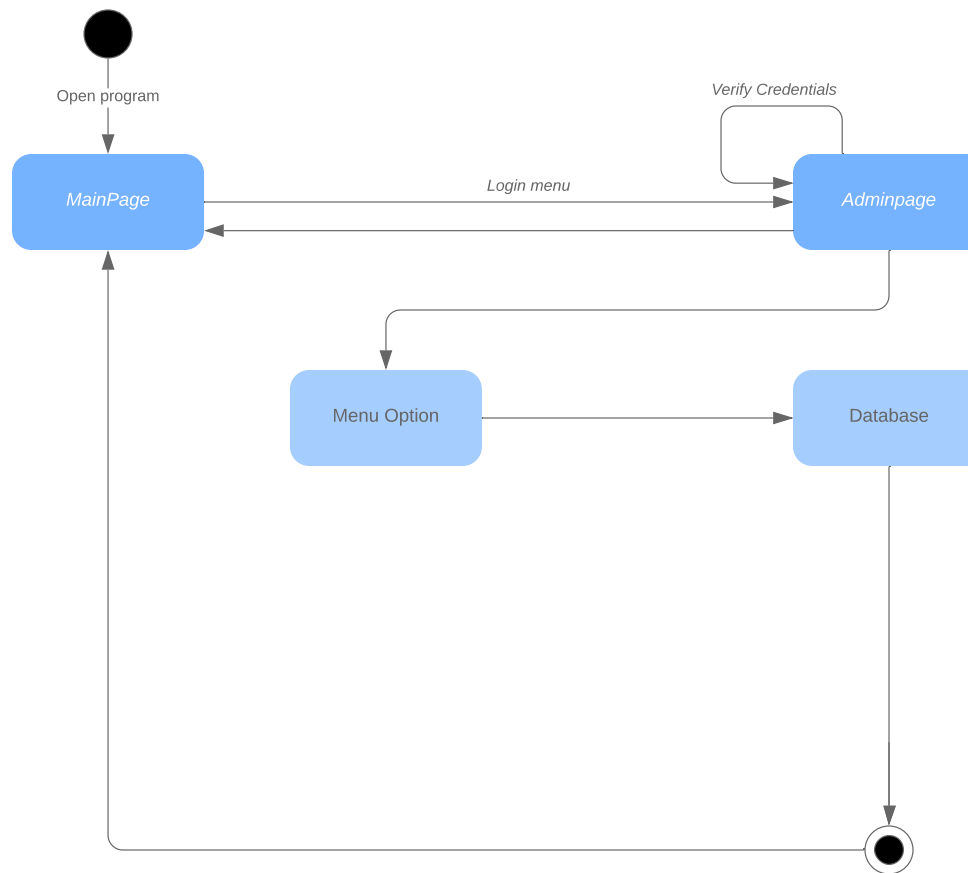 Open program
Verify Credentials
Login menu
MainPage
Adminpage
Menu Option
Database